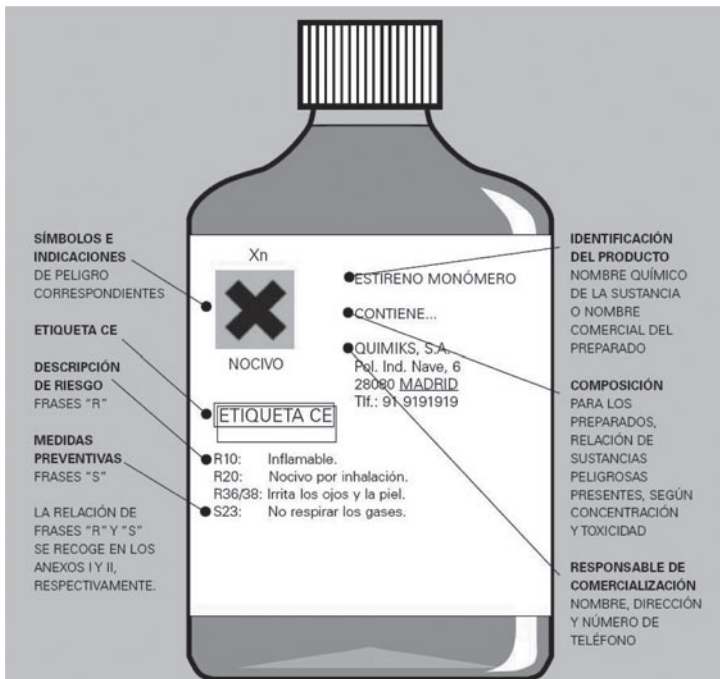 SÍMBOLOS E
INDICACIONES
DE PELIGRO
CORRESPONDIENTES
ETIQUETA CE
DESCRIPCIÓN
DE RIESGO
FRASES "R"
MEDIDAS
PREVENTIVAS
FRASES "S"
LA RELACIÓN DE
FRASES "R" Y "S"
SE RECOGE EN LOS
ANEXOS I Y II,
RESPECTIVAMENTE.
Xn
NOCIVO
ETIQUETA CE
R10: Inflamable.
R20: Nocivo por inhalación.
R36/38: Irrita los ojos y la piel.
S23: No respirar los gases.
ESTIRENO MONÓMERO
CONTIENE...
QUIMIKS, S.A.
Pol. Ind. Nave, 6
28080 MADRID
Tlf.: 91 9191919
IDENTIFICACIÓN
DEL PRODUCTO
NOMBRE QUÍMICO
DE LA SUSTANCIA
O NOMBRE
COMERCIAL DEL
PREPARADO
COMPOSICIÓN
PARA LOS
PREPARADOS,
RELACIÓN DE
SUSTANCIAS
PELIGROSAS
PRESENTES, SEGÚN
CONCENTRACIÓN
Y TOXICIDAD
RESPONSABLE DE
COMERCIALIZACIÓN
NOMBRE, DIRECCIÓN
Y NÚMERO DE
TELÉFONO